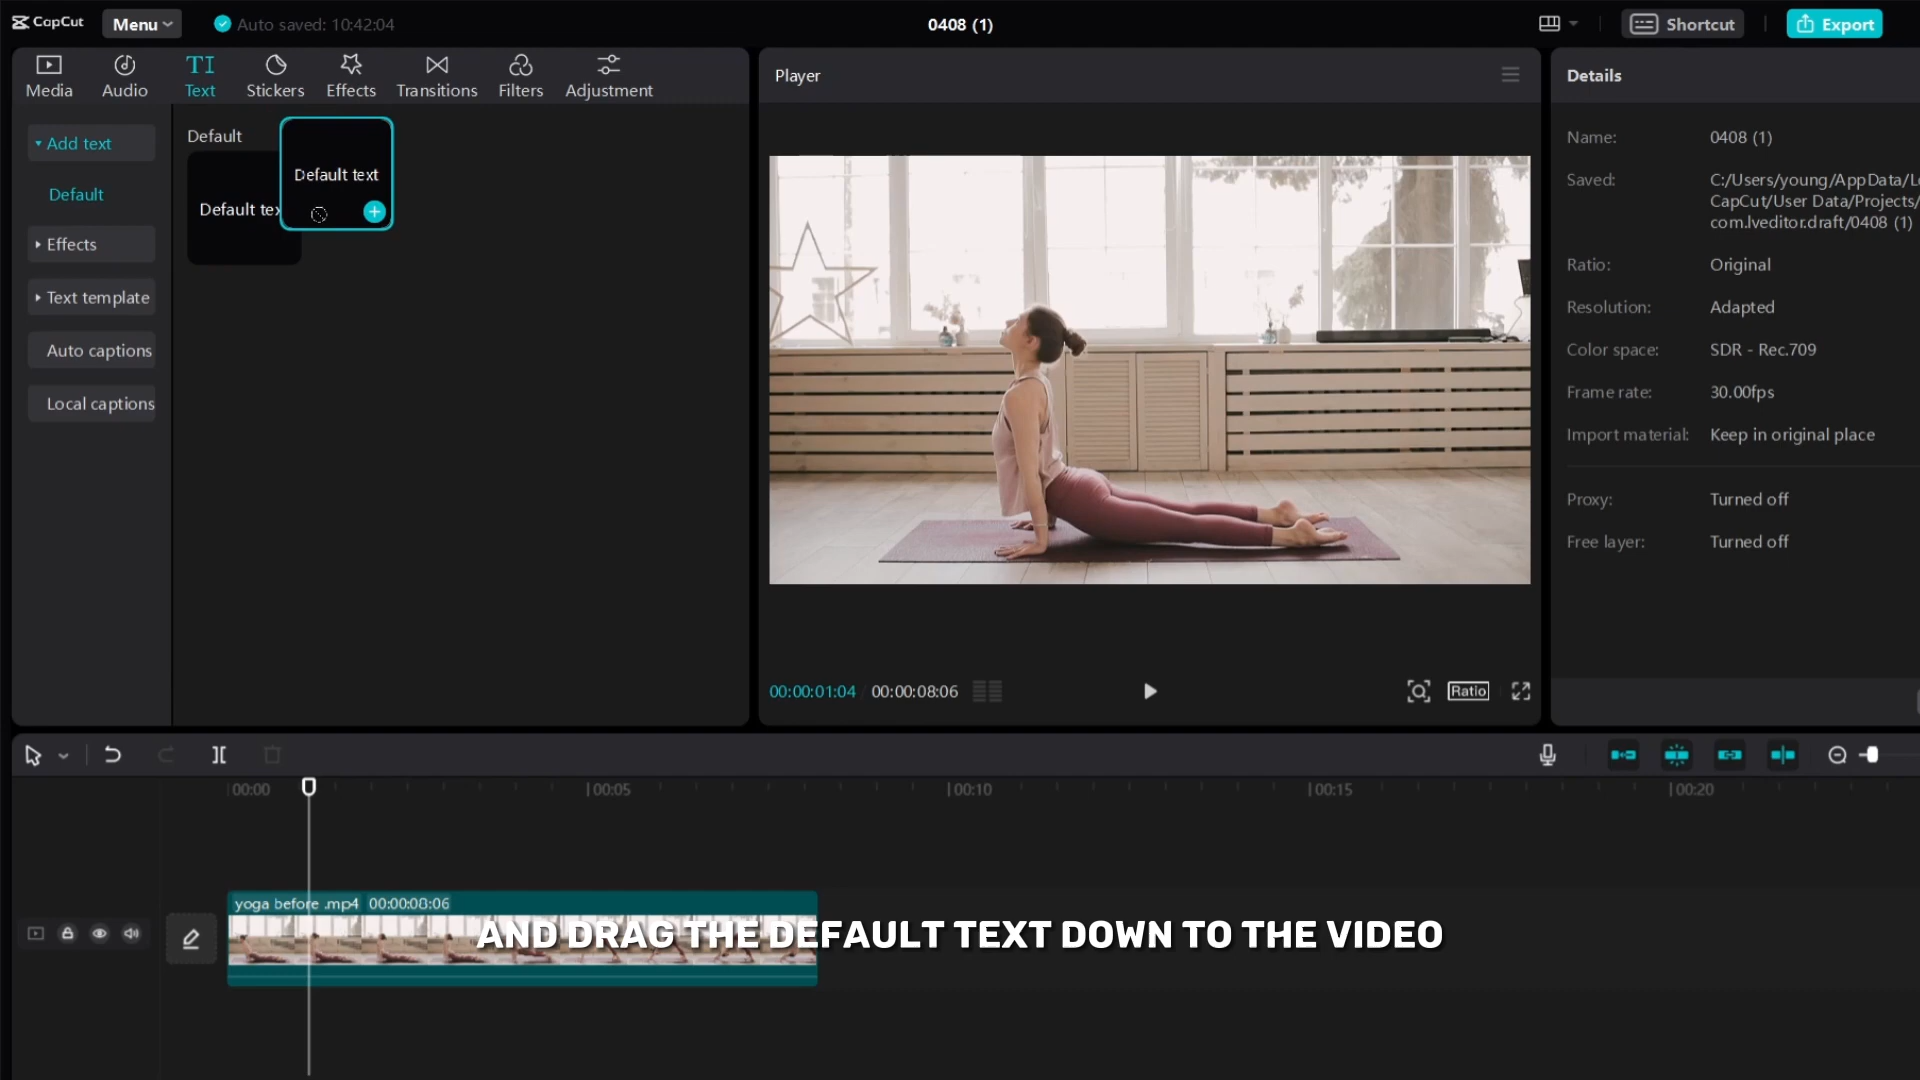 CapCut
Menu
Auto saved: 10:42:04
0408 (1)
Shortcut
Export
Media
Audio
TI
Text
Stickers
Effects
Transitions
Filters
Adjustment
Player
Details
Add text
Default
Effects
Text template
Auto captions
Local captions
Default
Default tex
Default text
Name: 0408 (1)
Saved: C:/Users/young/AppData/L
CapCut/User Data/Projects/
com.lveditor.draft/0408 (1)
Ratio: Original
Resolution: Adapted
Color space: SDR - Rec.709
Frame rate: 30.00fps
Import material: Keep in original place
Proxy: Turned off
Free layer: Turned off
00:00:01:04 / 00:00:08:06
Ratio
00:00
00:05
00:10
00:15
00:20
yoga before .mp4 00:00:08:06
AND DRAG THE DEFAULT TEXT DOWN TO THE VIDEO